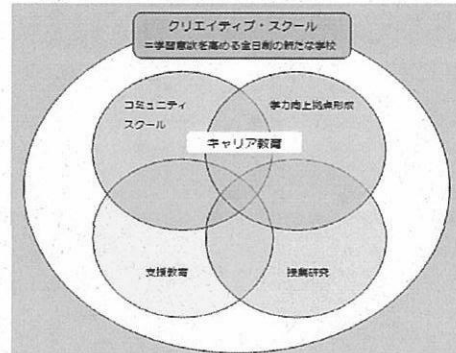 クリエイティブ・スクール
=学習意欲を高める全日制の新たな学校
コミュニティ
スクール
学力向上拠点形成
キャリア教育
支援教育
授業研究